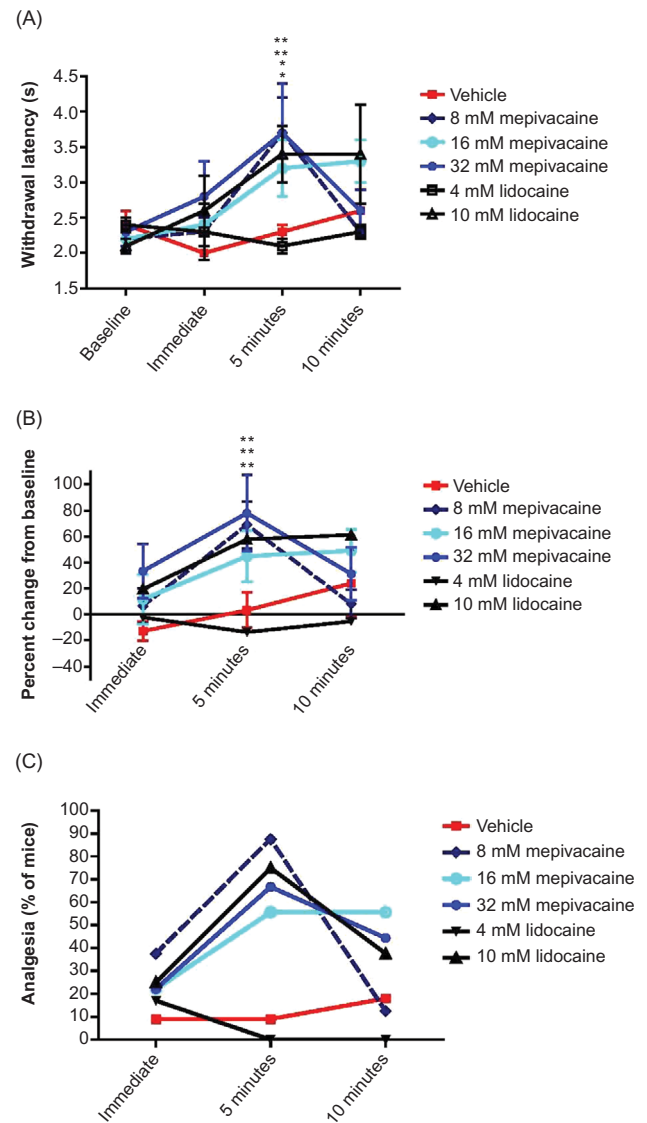 (A)
**
**
*
*
4.5
4.0
3.5
3.0
2.5
2.0
1.5
Withdrawal latency (s)
Baseline
Immediate
5 minutes
10 minutes
Vehicle
8 mM mepivacaine
16 mM mepivacaine
32 mM mepivacaine
4 mM lidocaine
10 mM lidocaine
(B)
**
**
**
100
80
60
40
20
0
–20
–40
Percent change from baseline
Immediate
5 minutes
10 minutes
Vehicle
8 mM mepivacaine
16 mM mepivacaine
32 mM mepivacaine
4 mM lidocaine
10 mM lidocaine
(C)
100
90
80
70
60
50
40
30
20
10
0
Analgesia (% of mice)
Immediate
5 minutes
10 minutes
Vehicle
8 mM mepivacaine
16 mM mepivacaine
32 mM mepivacaine
4 mM lidocaine
10 mM lidocaine